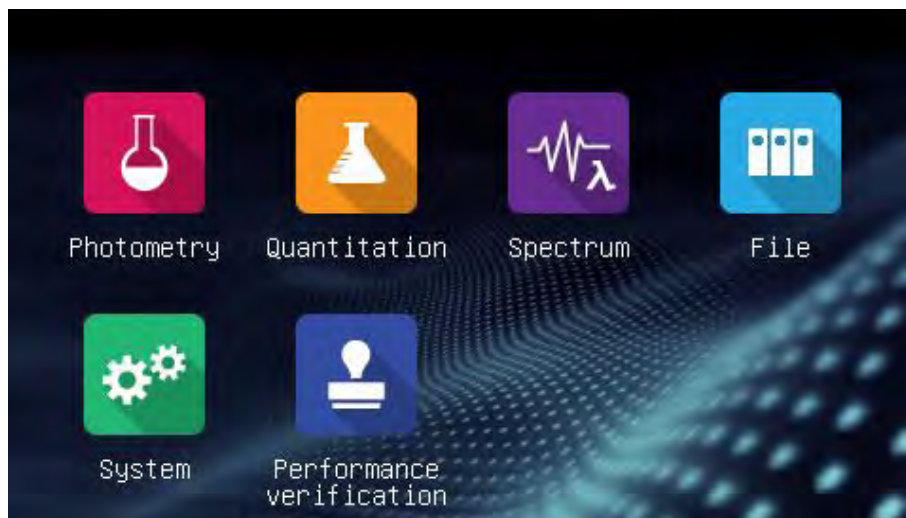 Photometry
Quantitation
Spectrum
File
System
Performance
verification
λ